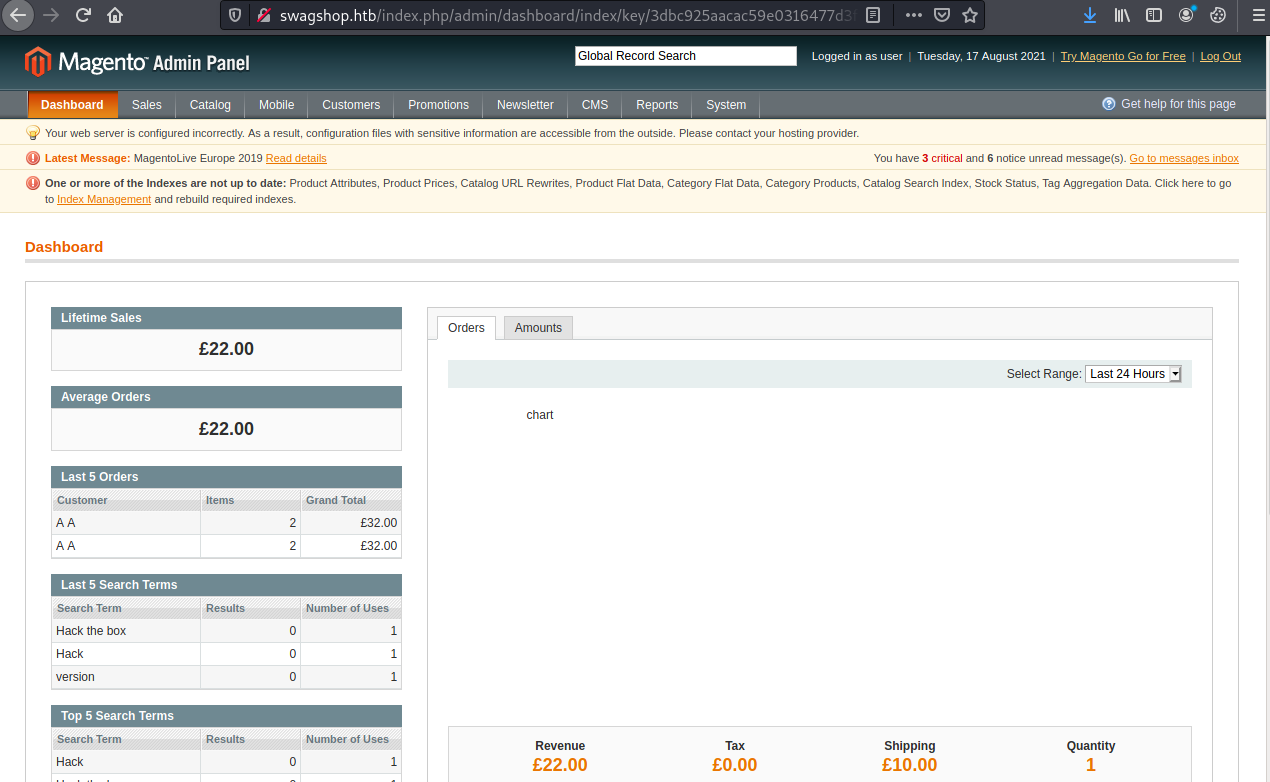 swagshop.htb/index.php/admin/dashboard/index/key/3dbc925aacac59e0316477d3f
Magento Admin Panel
Global Record Search
Logged in as user | Tuesday, 17 August 2021 | Try Magento Go for Free | Log Out
Dashboard Sales Catalog Mobile Customers Promotions Newsletter CMS Reports System
Get help for this page
Your web server is configured incorrectly. As a result, configuration files with sensitive information are accessible from the outside. Please contact your hosting provider.
Latest Message: MagentoLive Europe 2019 Read details
You have 3 critical and 6 notice unread message(s). Go to messages inbox
One or more of the Indexes are not up to date: Product Attributes, Product Prices, Catalog URL Rewrites, Product Flat Data, Category Flat Data, Category Products, Catalog Search Index, Stock Status, Tag Aggregation Data. Click here to go
to Index Management and rebuild required indexes.
Dashboard
Lifetime Sales
£22.00
Average Orders
£22.00
Last 5 Orders
Customer Items Grand Total
A A 2 £32.00
A A 2 £32.00
Last 5 Search Terms
Search Term Results Number of Uses
Hack the box 0 1
Hack 0 1
version 0 1
Top 5 Search Terms
Search Term Results Number of Uses
Hack 0 1
Orders Amounts
Select Range: Last 24 Hours
chart
Revenue Tax Shipping Quantity
£22.00 £0.00 £10.00 1